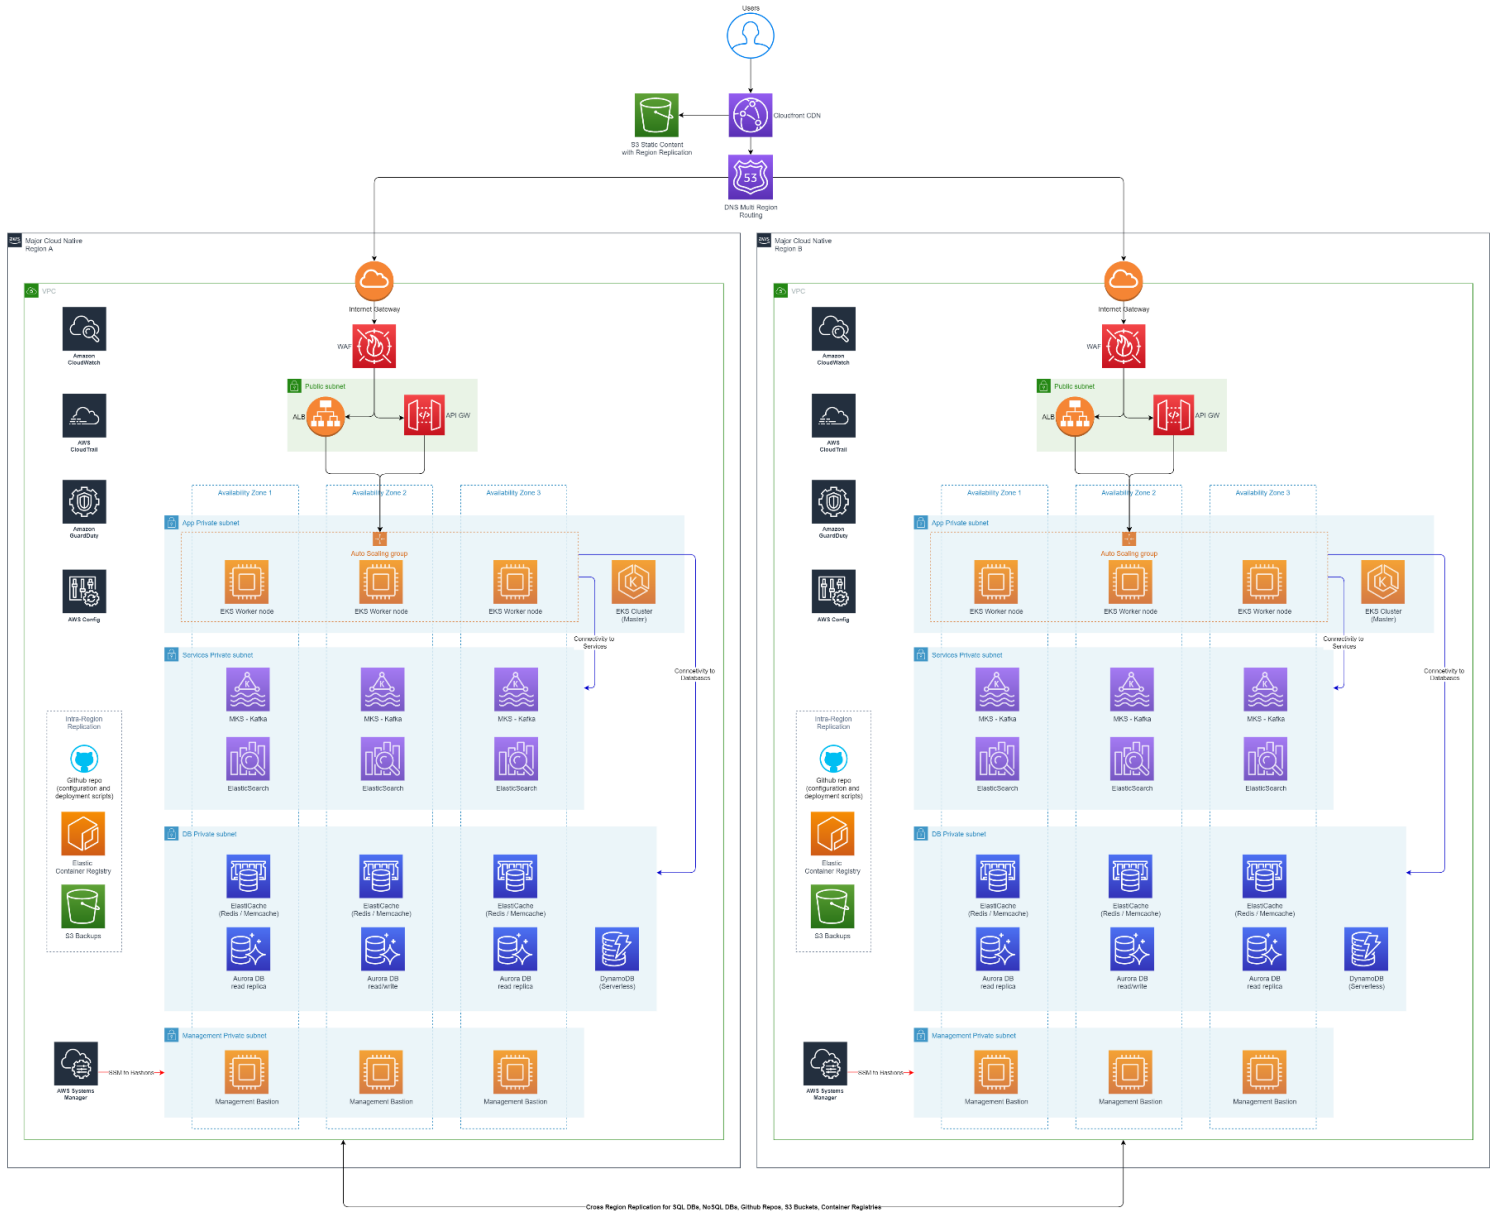 Users
Cloudfront CDN
S3 Static Content
with Region Replication
53
DNS Multi Region
Routing
aws
Major Cloud Native
Region A
VPC
Internet Gateway
WAF
Public subnet
ALB
API GW
Amazon
CloudWatch
AWS
CloudTrail
Amazon
GuardDuty
AWS Config
Availability Zone 1
Availability Zone 2
Availability Zone 3
App Private subnet
Auto Scaling group
EKS Worker node
EKS Worker node
EKS Worker node
K
EKS Cluster
(Master)
Connectivity to
Services
Conncetivity to
Databases
Services Private subnet
K
K
K
MKS - Kafka
MKS - Kafka
MKS - Kafka
ElasticSearch
ElasticSearch
ElasticSearch
Intra-Region
Replication
Github repo
(configuration and
deployment scripts)
Elastic
Container Registry
S3 Backups
DB Private subnet
ElastiCache
(Redis / Memcache)
ElastiCache
(Redis / Memcache)
ElastiCache
(Redis / Memcache)
Aurora DB
read replica
Aurora DB
read/write
Aurora DB
read replica
DynamoDB
(Serverless)
Management Private subnet
AWS Systems
Manager
SSM to Bastions
Management Bastion
Management Bastion
Management Bastion
aws
Major Cloud Native
Region B
VPC
Internet Gateway
WAF
Public subnet
ALB
API GW
Amazon
CloudWatch
AWS
CloudTrail
Amazon
GuardDuty
AWS Config
Availability Zone 1
Availability Zone 2
Availability Zone 3
App Private subnet
Auto Scaling group
EKS Worker node
EKS Worker node
EKS Worker node
K
EKS Cluster
(Master)
Connectivity to
Services
Conncetivity to
Databases
Services Private subnet
K
K
K
MKS - Kafka
MKS - Kafka
MKS - Kafka
ElasticSearch
ElasticSearch
ElasticSearch
Intra-Region
Replication
Github repo
(configuration and
deployment scripts)
Elastic
Container Registry
S3 Backups
DB Private subnet
ElastiCache
(Redis / Memcache)
ElastiCache
(Redis / Memcache)
ElastiCache
(Redis / Memcache)
Aurora DB
read replica
Aurora DB
read/write
Aurora DB
read replica
DynamoDB
(Serverless)
Management Private subnet
AWS Systems
Manager
SSM to Bastions
Management Bastion
Management Bastion
Management Bastion
Cross Region Replication for SQL DBs, NoSQL DBs, Github Repos, S3 Buckets, Container Registries